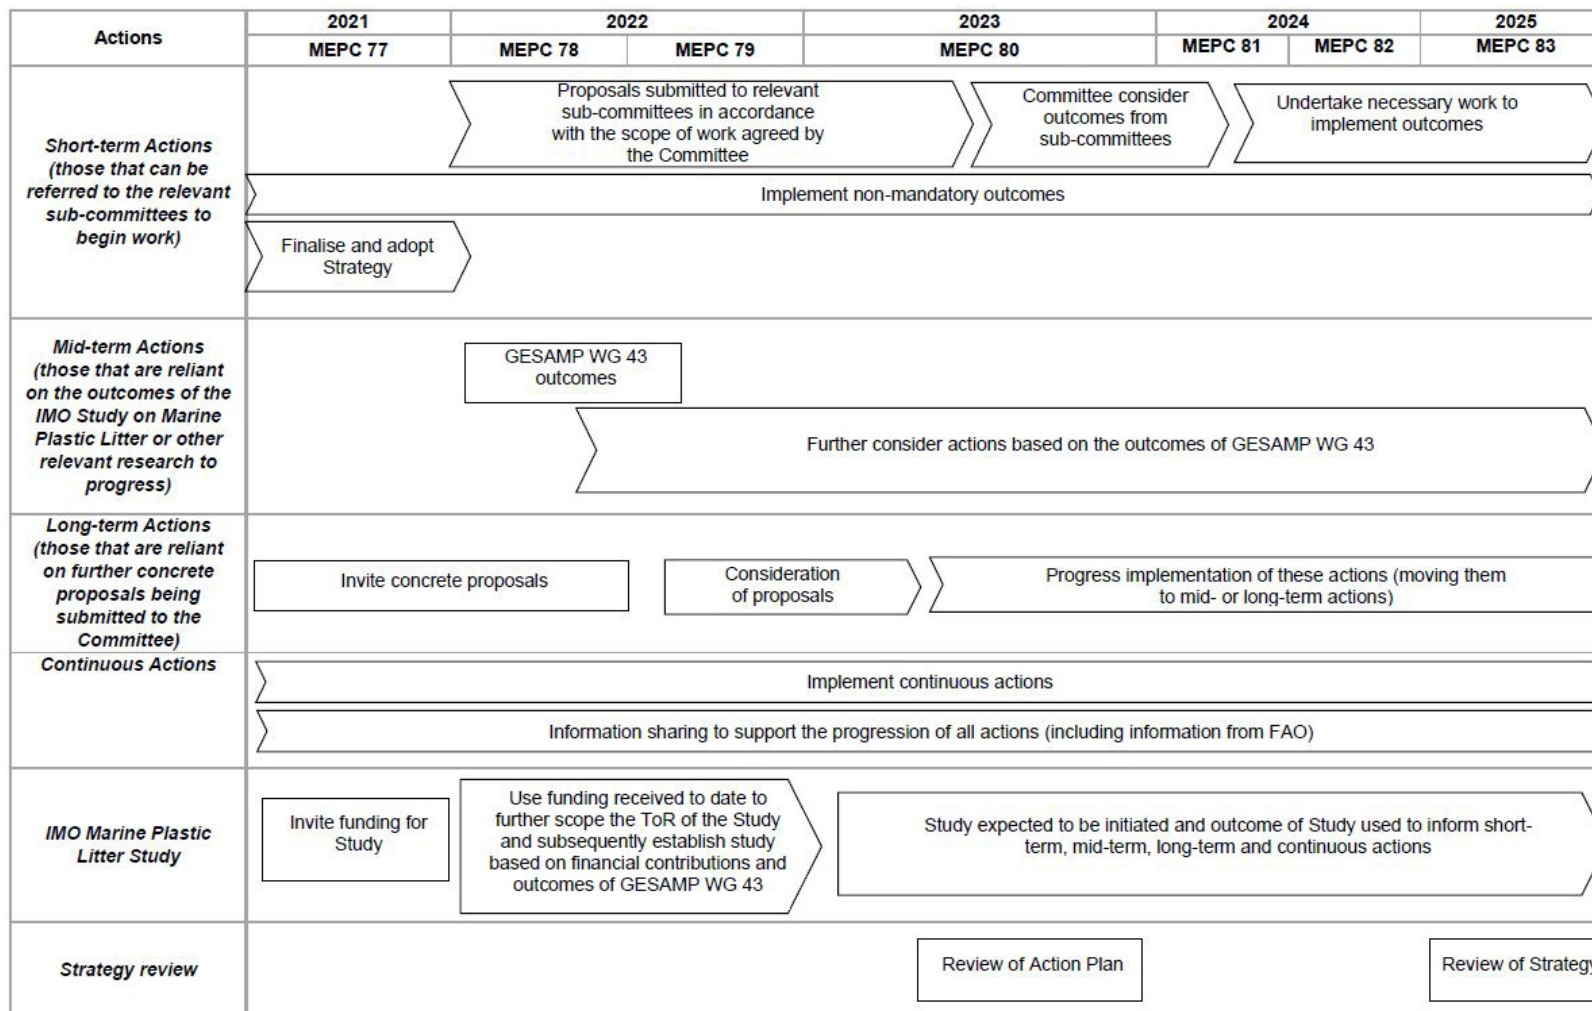 Actions
2021
2022
2023
2024
2025
MEPC 77
MEPC 78
MEPC 79
MEPC 80
MEPC 81
MEPC 82
MEPC 83
Short-term Actions
(those that can be
referred to the relevant
sub-committees to
begin work)
Proposals submitted to relevant
sub-committees in accordance
with the scope of work agreed by
the Committee
Committee consider
outcomes from
sub-committees
Undertake necessary work to
implement outcomes
Implement non-mandatory outcomes
Finalise and adopt
Strategy
Mid-term Actions
(those that are reliant
on the outcomes of the
IMO Study on Marine
Plastic Litter or other
relevant research to
progress)
GESAMP WG 43
outcomes
Further consider actions based on the outcomes of GESAMP WG 43
Long-term Actions
(those that are reliant
on further concrete
proposals being
submitted to the
Committee)
Invite concrete proposals
Consideration
of proposals
Progress implementation of these actions (moving them
to mid- or long-term actions)
Continuous Actions
Implement continuous actions
Information sharing to support the progression of all actions (including information from FAO)
IMO Marine Plastic
Litter Study
Invite funding for
Study
Use funding received to date to
further scope the ToR of the Study
and subsequently establish study
based on financial contributions and
outcomes of GESAMP WG 43
Study expected to be initiated and outcome of Study used to inform short-
term, mid-term, long-term and continuous actions
Strategy review
Review of Action Plan
Review of Strategy